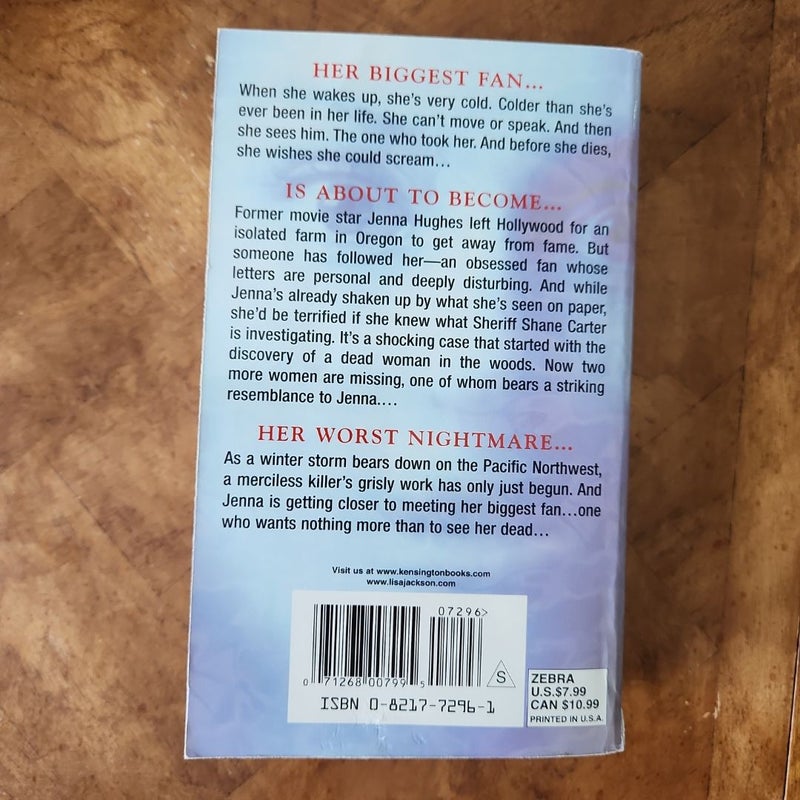 HER BIGGEST FAN...
When she wakes up, she's very cold. Colder than she's
ever been in her life. She can't move or speak. And then
she sees him. The one who took her. And before she dies,
she wishes she could scream...
IS ABOUT TO BECOME...
Former movie star Jenna Hughes left Hollywood for an
isolated farm in Oregon to get away from fame. But
someone has followed her—an obsessed fan whose
letters are personal and deeply disturbing. And while
Jenna's already shaken up by what she's seen on paper,
she'd be terrified if she knew what Sheriff Shane Carter
is investigating. It's a shocking case that started with the
discovery of a dead woman in the woods. Now two
more women are missing, one of whom bears a striking
resemblance to Jenna....
HER WORST NIGHTMARE...
As a winter storm bears down on the Pacific Northwest,
a merciless killer's grisly work has only just begun. And
Jenna is getting closer to meeting her biggest fan...one
who wants nothing more than to see her dead...
Visit us at www.kensingtonbooks.com
www.lisajackson.com
07296>
0 71268 00799 5
S
ISBN 0-8217-7296-1
ZEBRA
U.S.$7.99
CAN $10.99
PRINTED IN U.S.A.